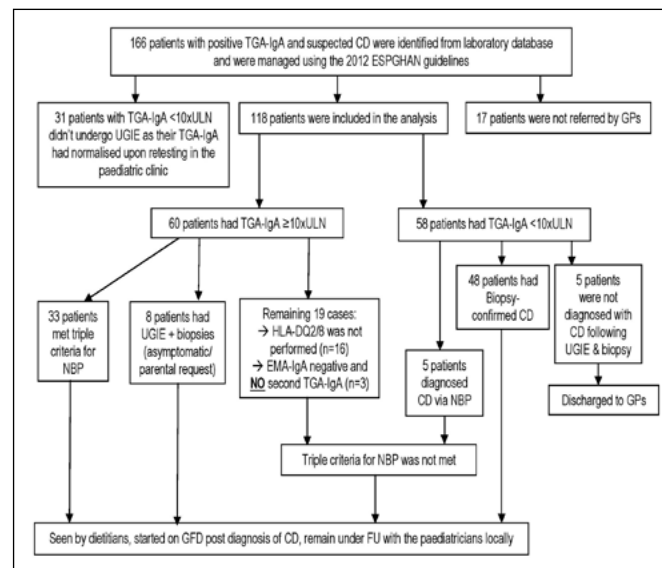 166 patients with positive TGA-IgA and suspected CD were identified from laboratory database
and were managed using the 2012 ESPGHAN guidelines
31 patients with TGA-IgA <10xULN
didn't undergo UGIE as their TGA-IgA
had normalised upon retesting in the
paediatric clinic
118 patients were included in the analysis
17 patients were not referred by GPs
60 patients had TGA-IgA ≥10xULN
58 patients had TGA-IgA <10xULN
33 patients
met triple
criteria for
NBP
8 patients had
UGIE + biopsies
(asymptomatic/
parental request)
Remaining 19 cases:
→ HLA-DQ2/8 was not
performed (n=16)
→ EMA-IgA negative and
NO second TGA-IgA (n=3)
5 patients
diagnosed
CD via NBP
48 patients had
Biopsy-
confirmed CD
5 patients
were not
diagnosed with
CD following
UGIE & biopsy
Discharged to GPs
Triple criteria for NBP was not met
Seen by dietitians, started on GFD post diagnosis of CD, remain under FU with the paediatricians locally